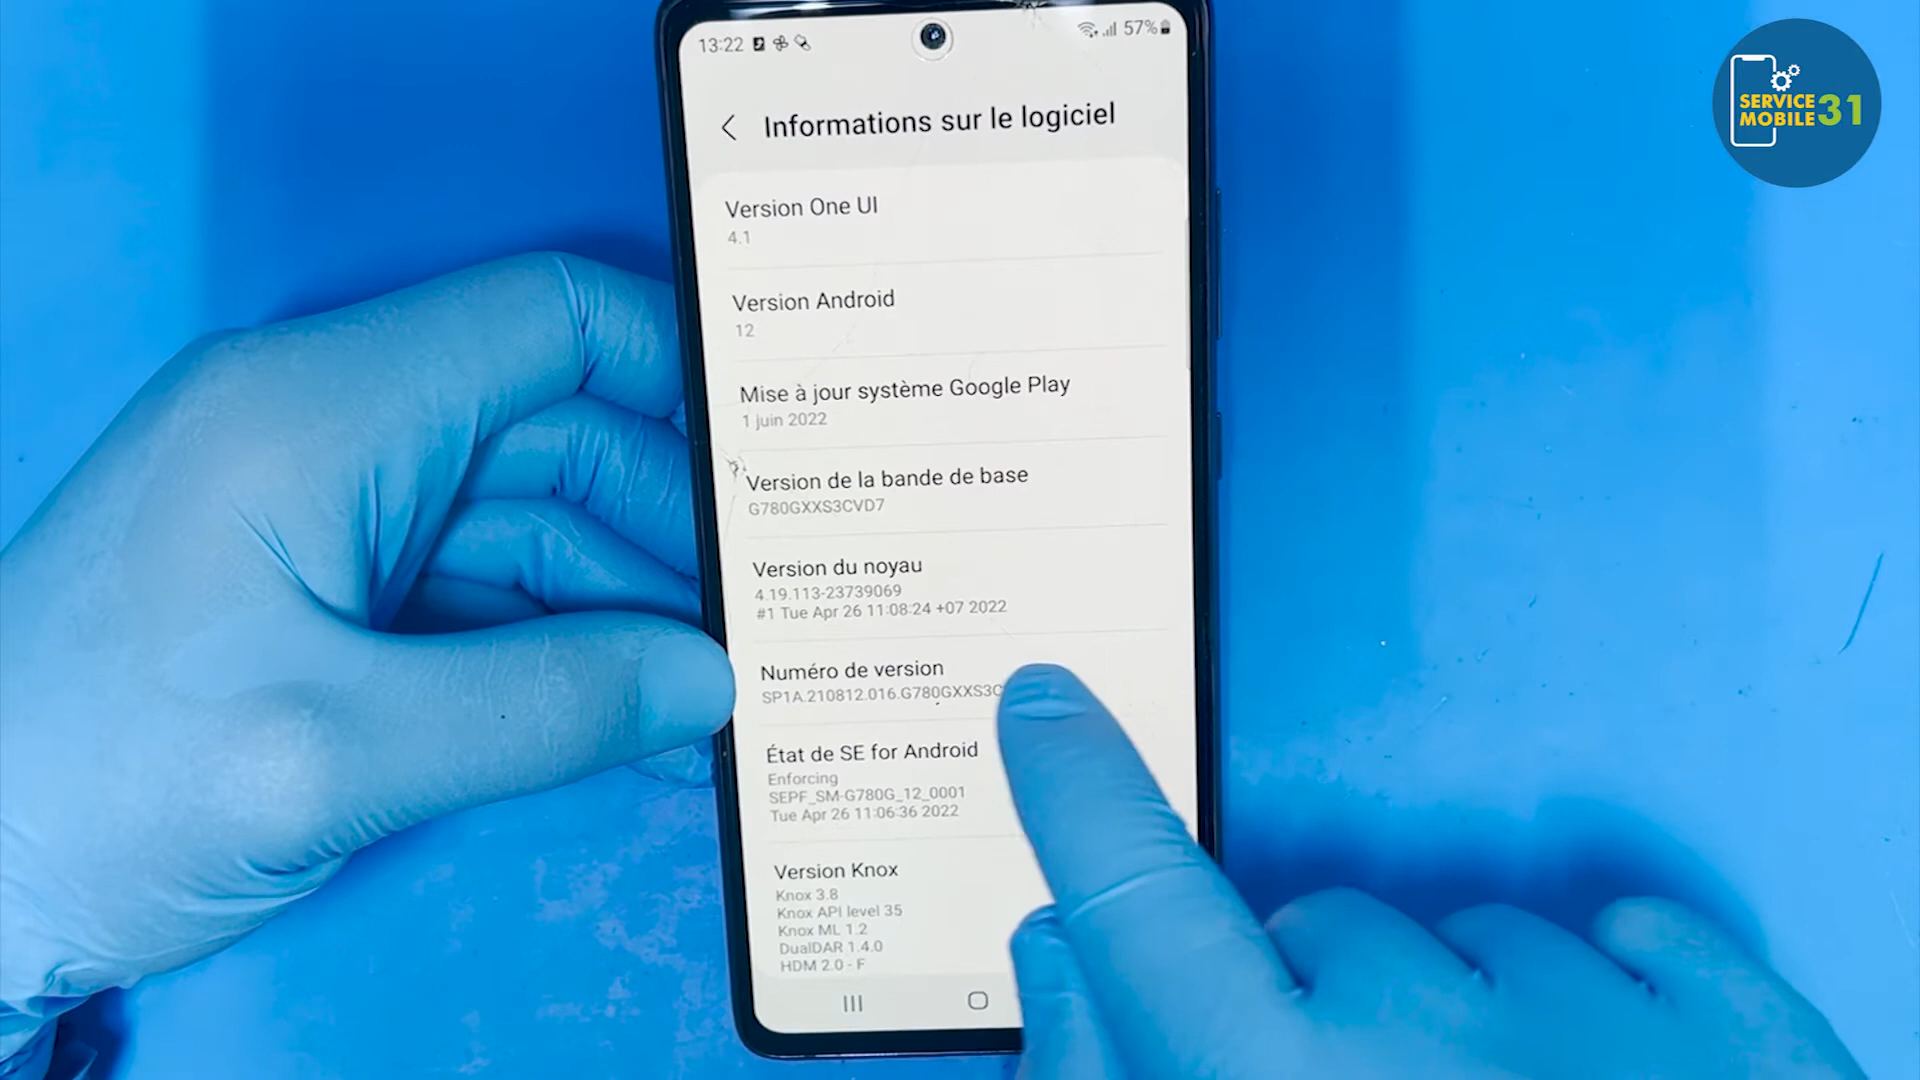 13:22
57%
Informations sur le logiciel
Version One UI
4.1
Version Android
12
Mise à jour système Google Play
1 juin 2022
Version de la bande de base
G780GXXS3CVD7
Version du noyau
4.19.113-23739069
#1 Tue Apr 26 11:08:24 +07 2022
Numéro de version
SP1A.210812.016.G780GXXS3C
État de SE for Android
Enforcing
SEPF_SM-G780G_12_0001
Tue Apr 26 11:06:36 2022
Version Knox
Knox 3.8
Knox API level 35
Knox ML 1.2
DualDAR 1.4.0
HDM 2.0 - F
SERVICE
MOBILE 31